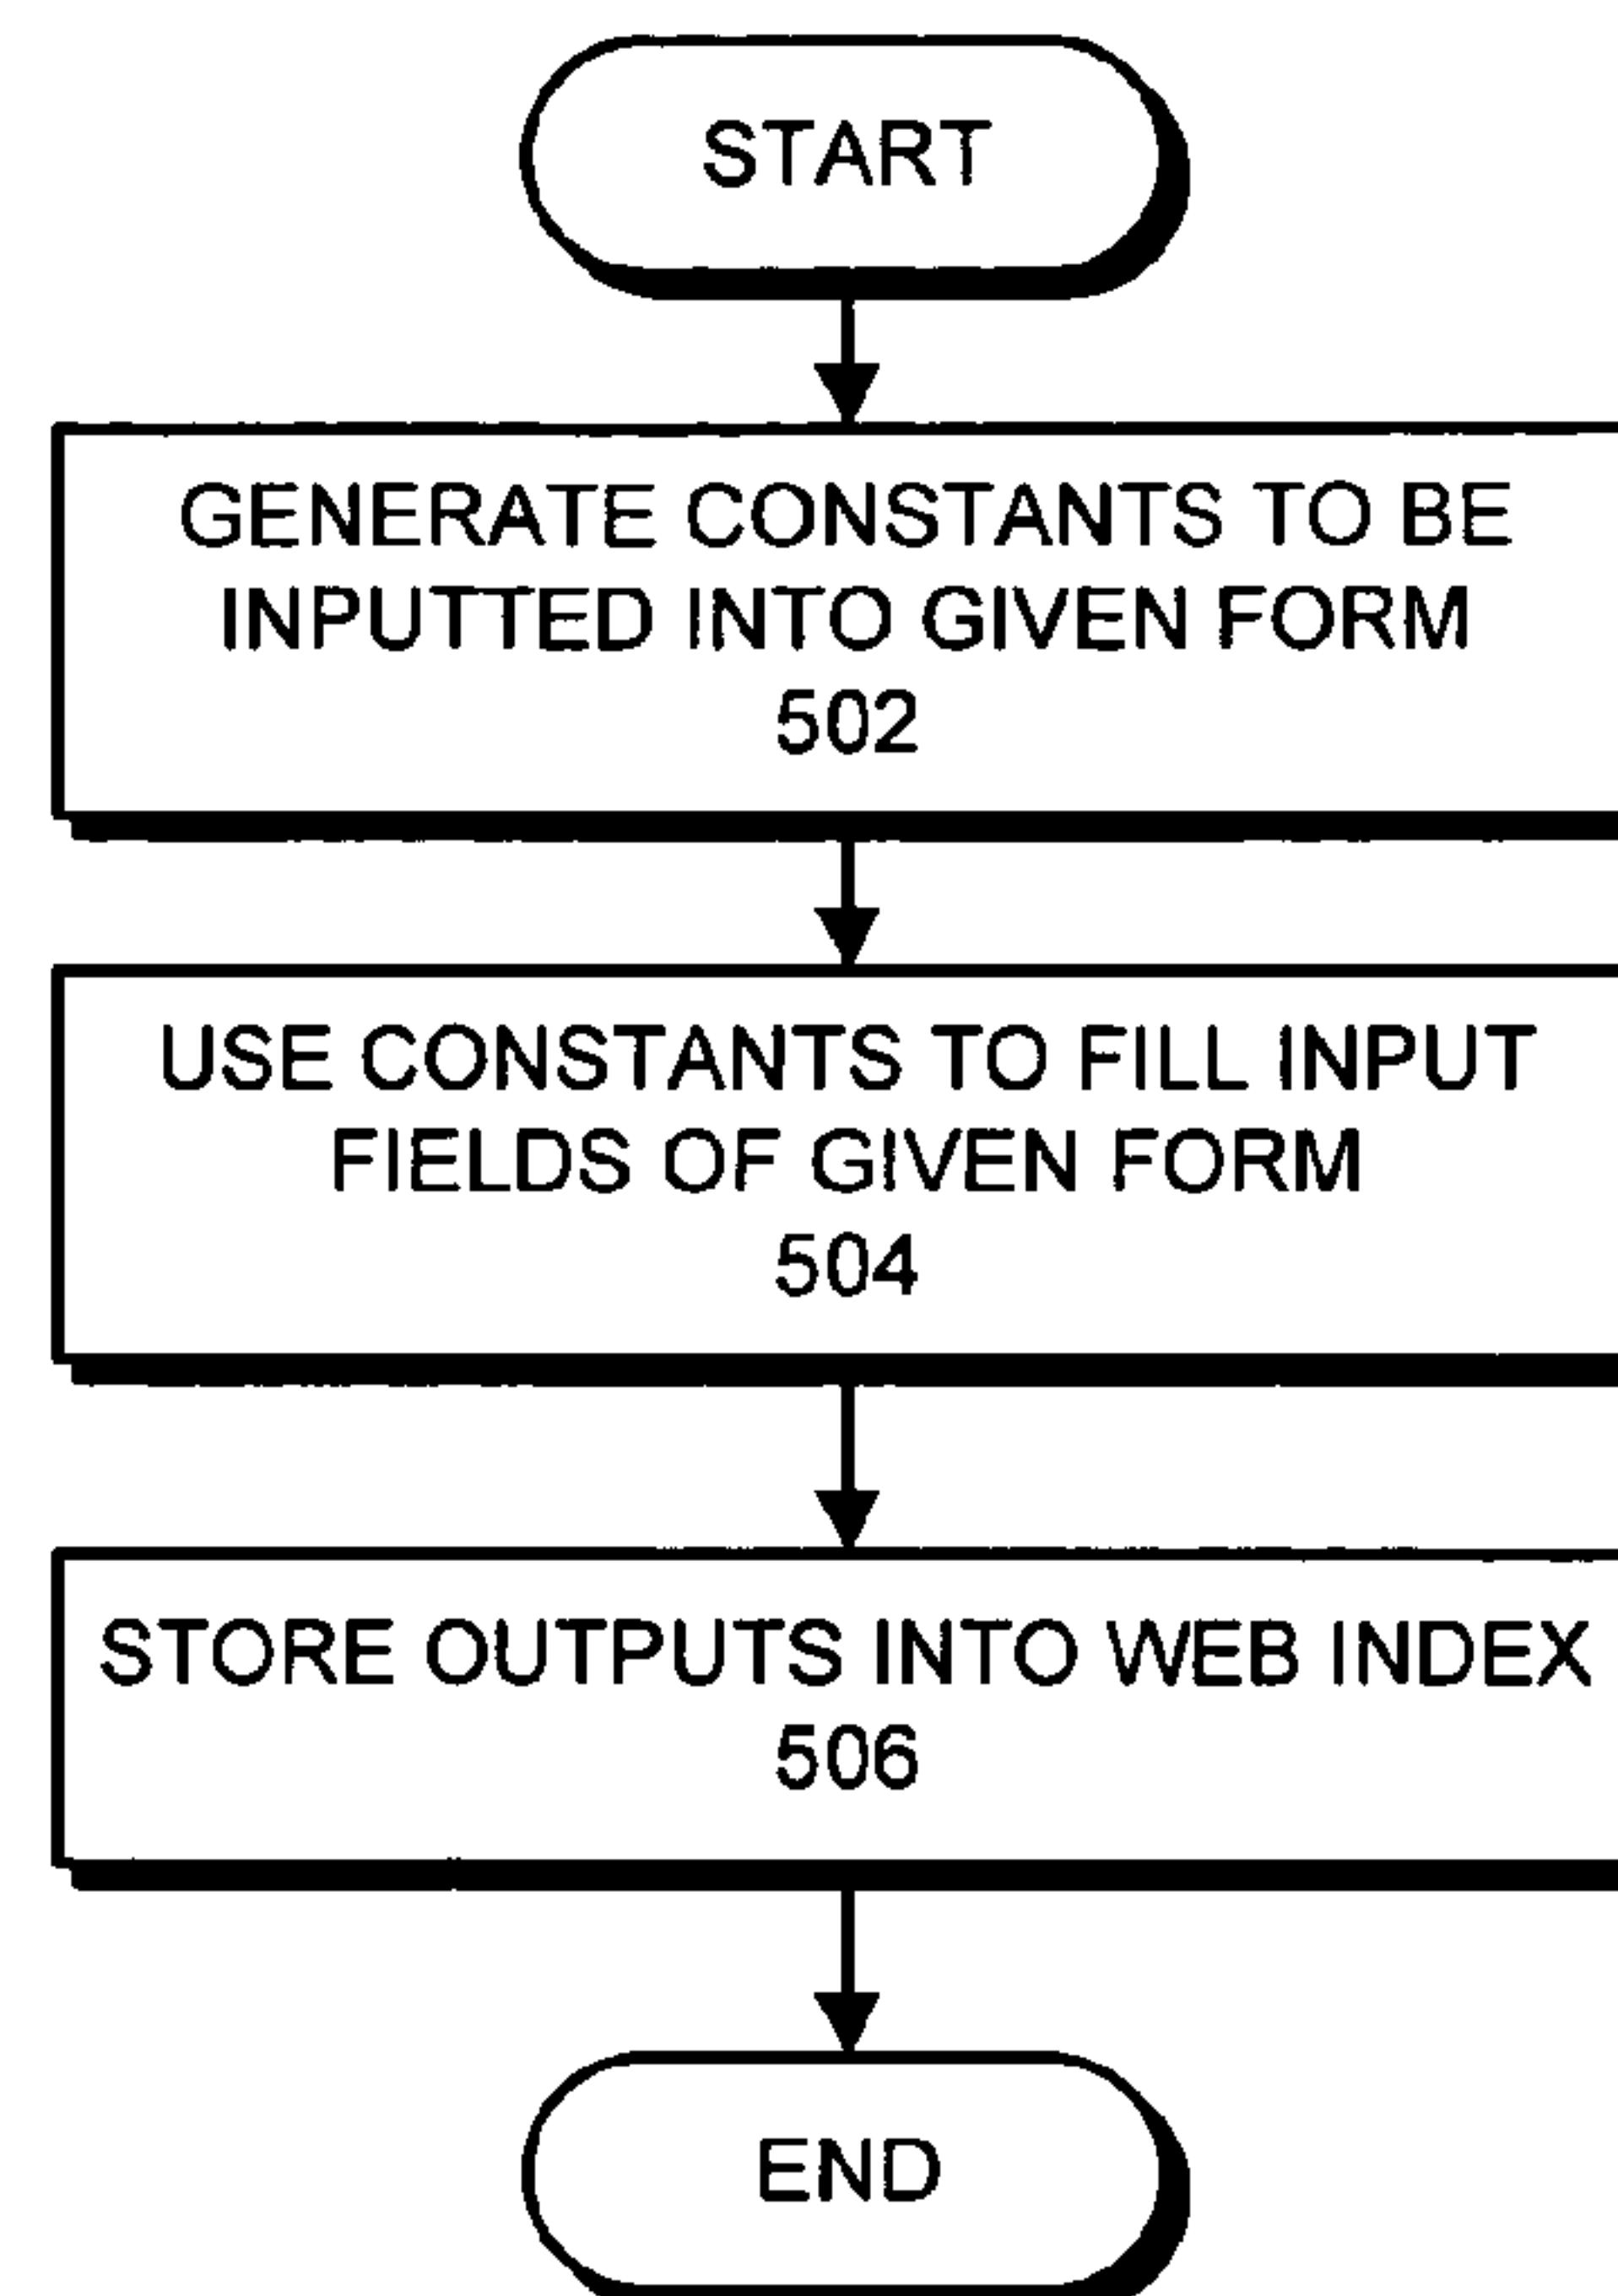 START
GENERATE CONSTANTS TO BE
INPUTTED INTO GIVEN FORM
502
USE CONSTANTS TO FILL INPUT
FIELDS OF GIVEN FORM
504
STORE OUTPUTS INTO WEB INDEX
506
END